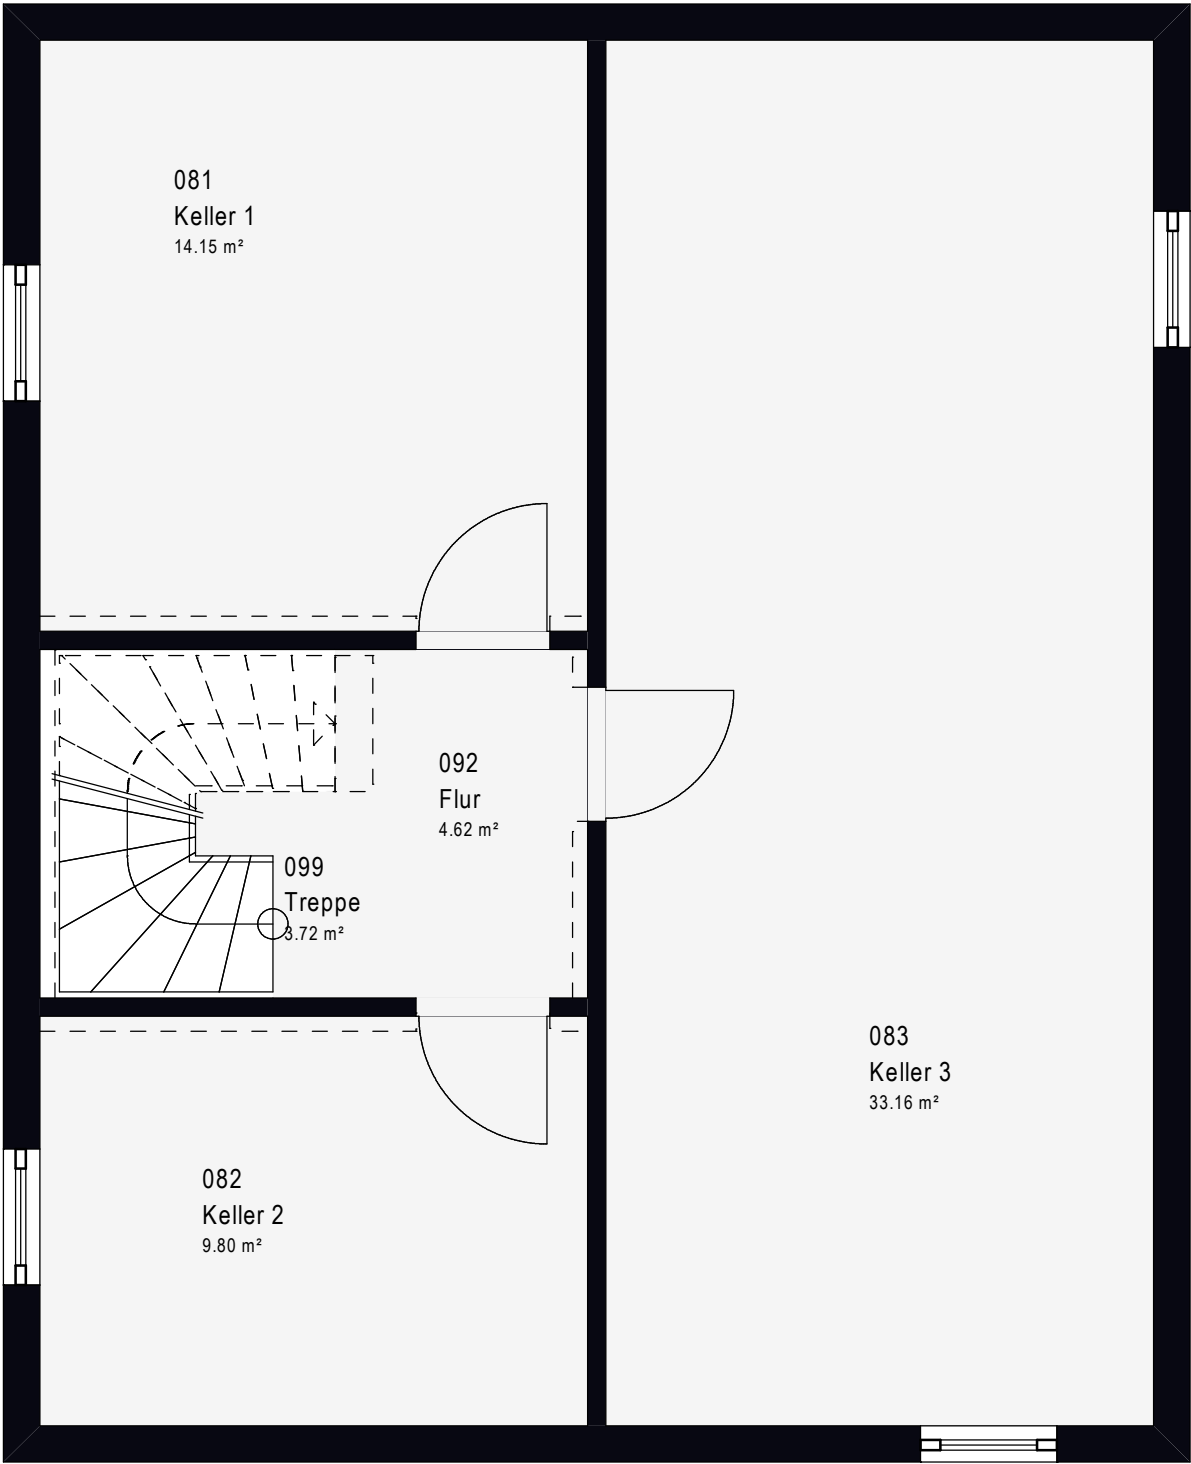 081
Keller 1
14.15 m²
092
Flur
4.62 m²
099
Treppe
3.72 m²
083
Keller 3
33.16 m²
082
Keller 2
9.80 m²